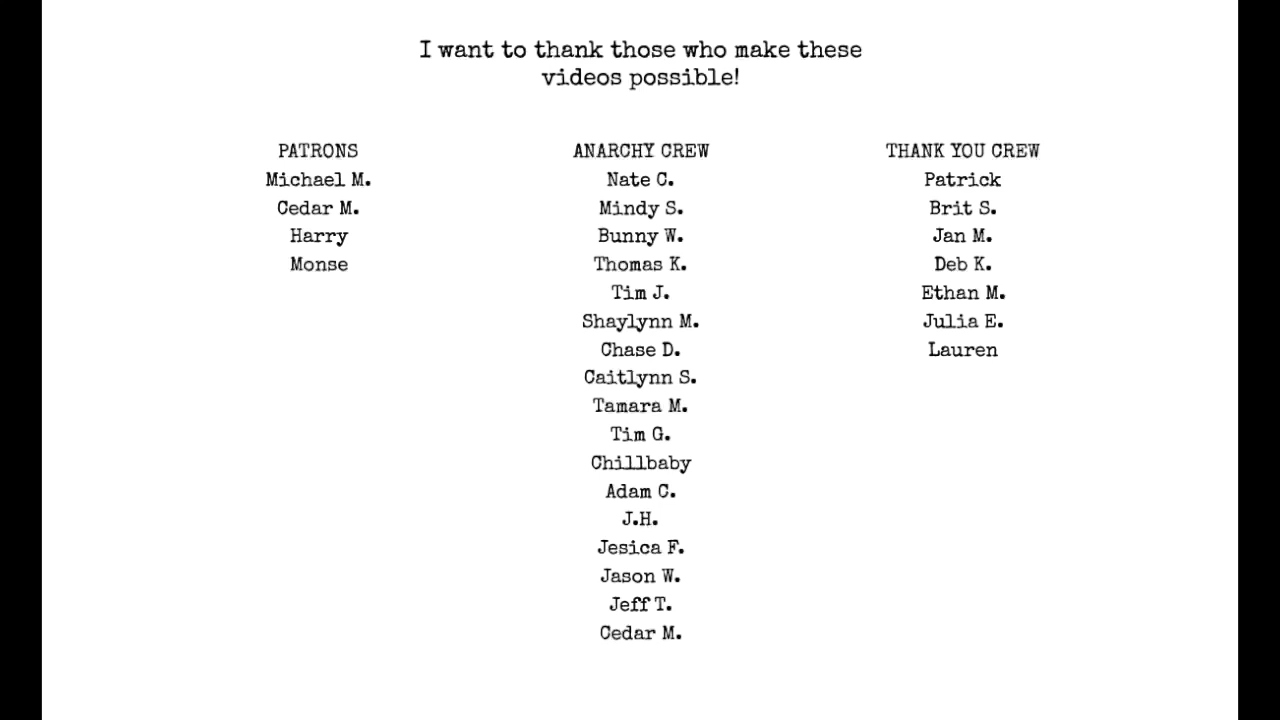 I want to thank those who make these
videos possible!
PATRONS
Michael M.
Cedar M.
Harry
Monse
ANARCHY CREW
Nate C.
Mindy S.
Bunny W.
Thomas K.
Tim J.
Shaylynn M.
Chase D.
Caitlynn S.
Tamara M.
Tim G.
Chillbaby
Adam C.
J.H.
Jesica F.
Jason W.
Jeff T.
Cedar M.
THANK YOU CREW
Patrick
Brit S.
Jan M.
Deb K.
Ethan M.
Julia E.
Lauren